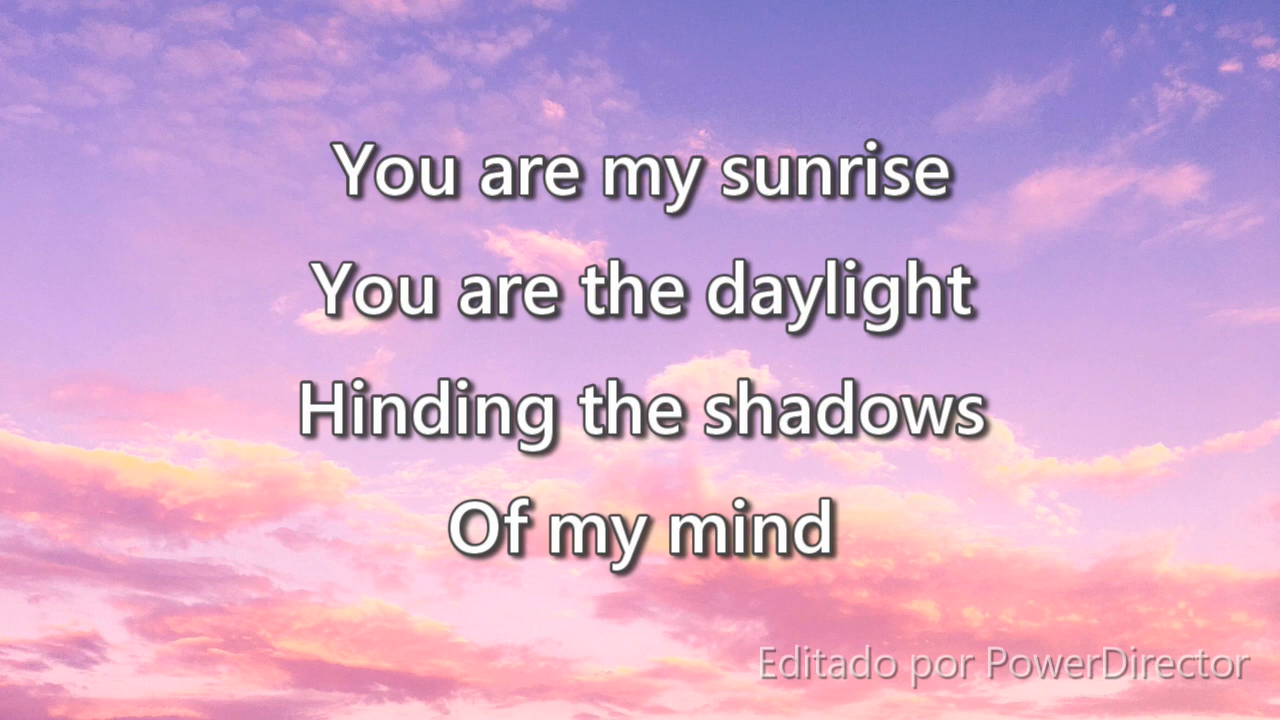 You are my sunrise
You are the daylight
Hinding the shadows
Of my mind
Editado por PowerDirector